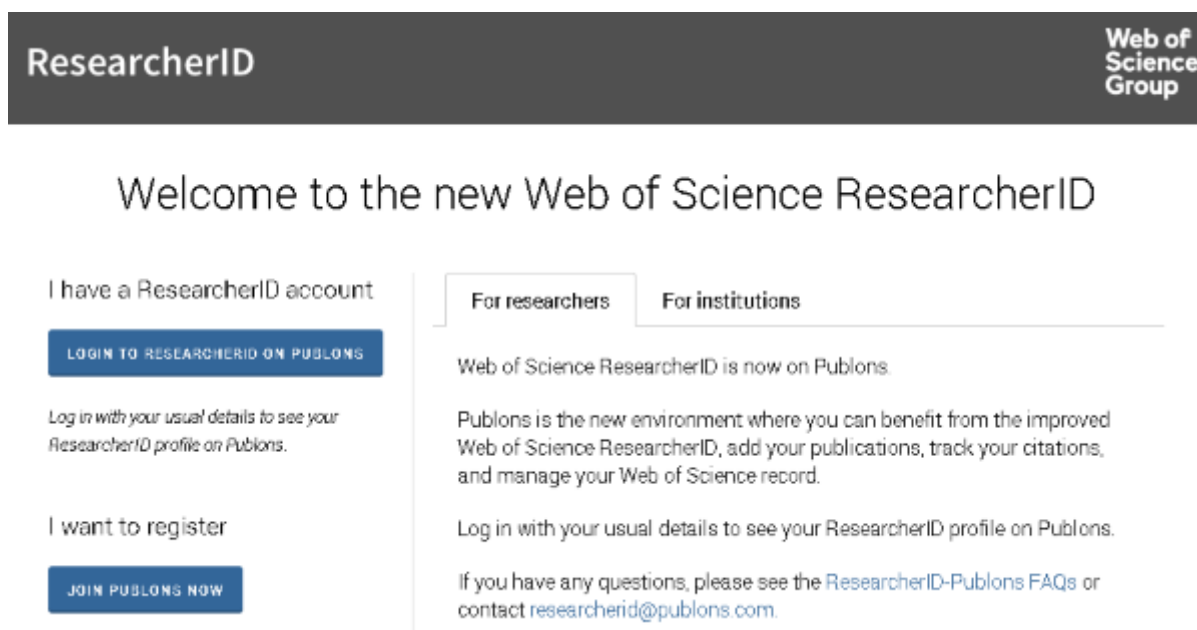 ResearcherID
Web of
Science
Group
Welcome to the new Web of Science ResearcherID
I have a ResearcherID account
LOGIN TO RESEARCHERID ON PUBLONS
Log in with your usual details to see your
ResearcherID profile on Publons.
I want to register
JOIN PUBLONS NOW
For researchers
For institutions
Web of Science ResearcherID is now on Publons.
Publons is the new environment where you can benefit from the improved
Web of Science ResearcherID, add your publications, track your citations,
and manage your Web of Science record.
Log in with your usual details to see your ResearcherID profile on Publons.
If you have any questions, please see the ResearcherID-Publons FAQs or
contact researcherid@publons.com.